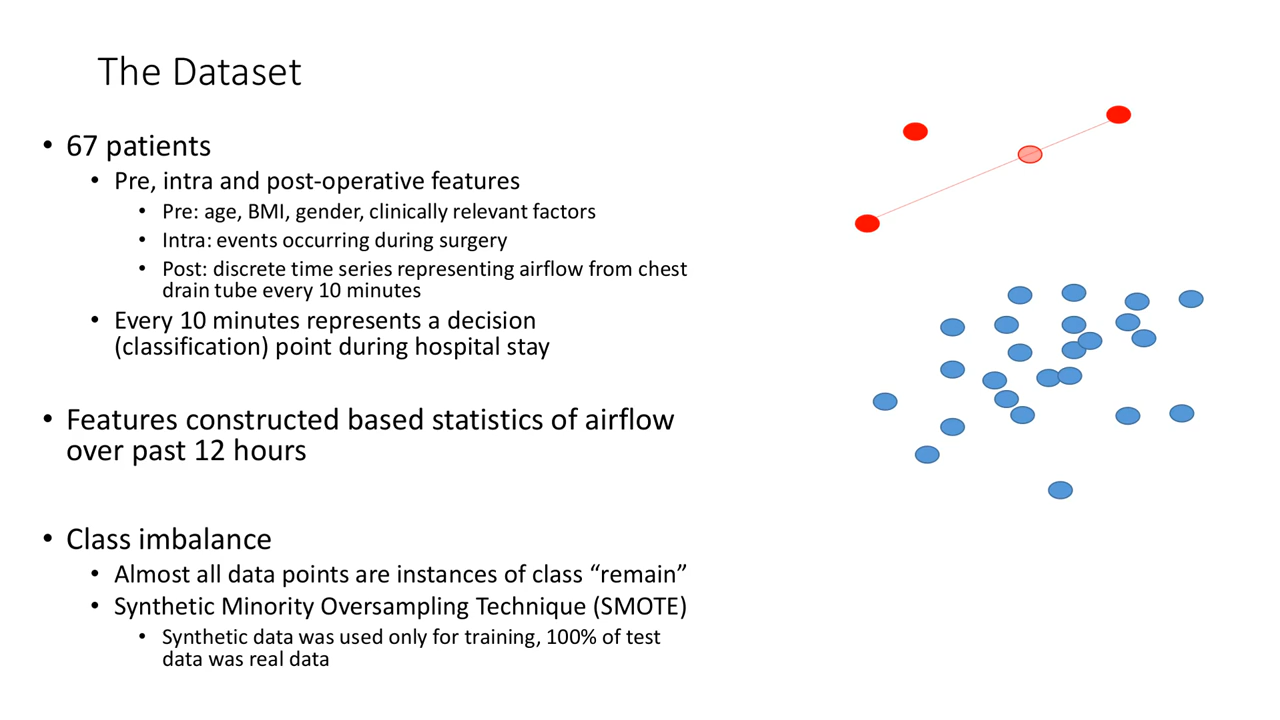 The Dataset
• 67 patients
• Pre, intra and post-operative features
• Pre: age, BMI, gender, clinically relevant factors
• Intra: events occurring during surgery
• Post: discrete time series representing airflow from chest
drain tube every 10 minutes
• Every 10 minutes represents a decision
(classification) point during hospital stay
• Features constructed based statistics of airflow
over past 12 hours
• Class imbalance
• Almost all data points are instances of class “remain”
• Synthetic Minority Oversampling Technique (SMOTE)
• Synthetic data was used only for training, 100% of test
data was real data